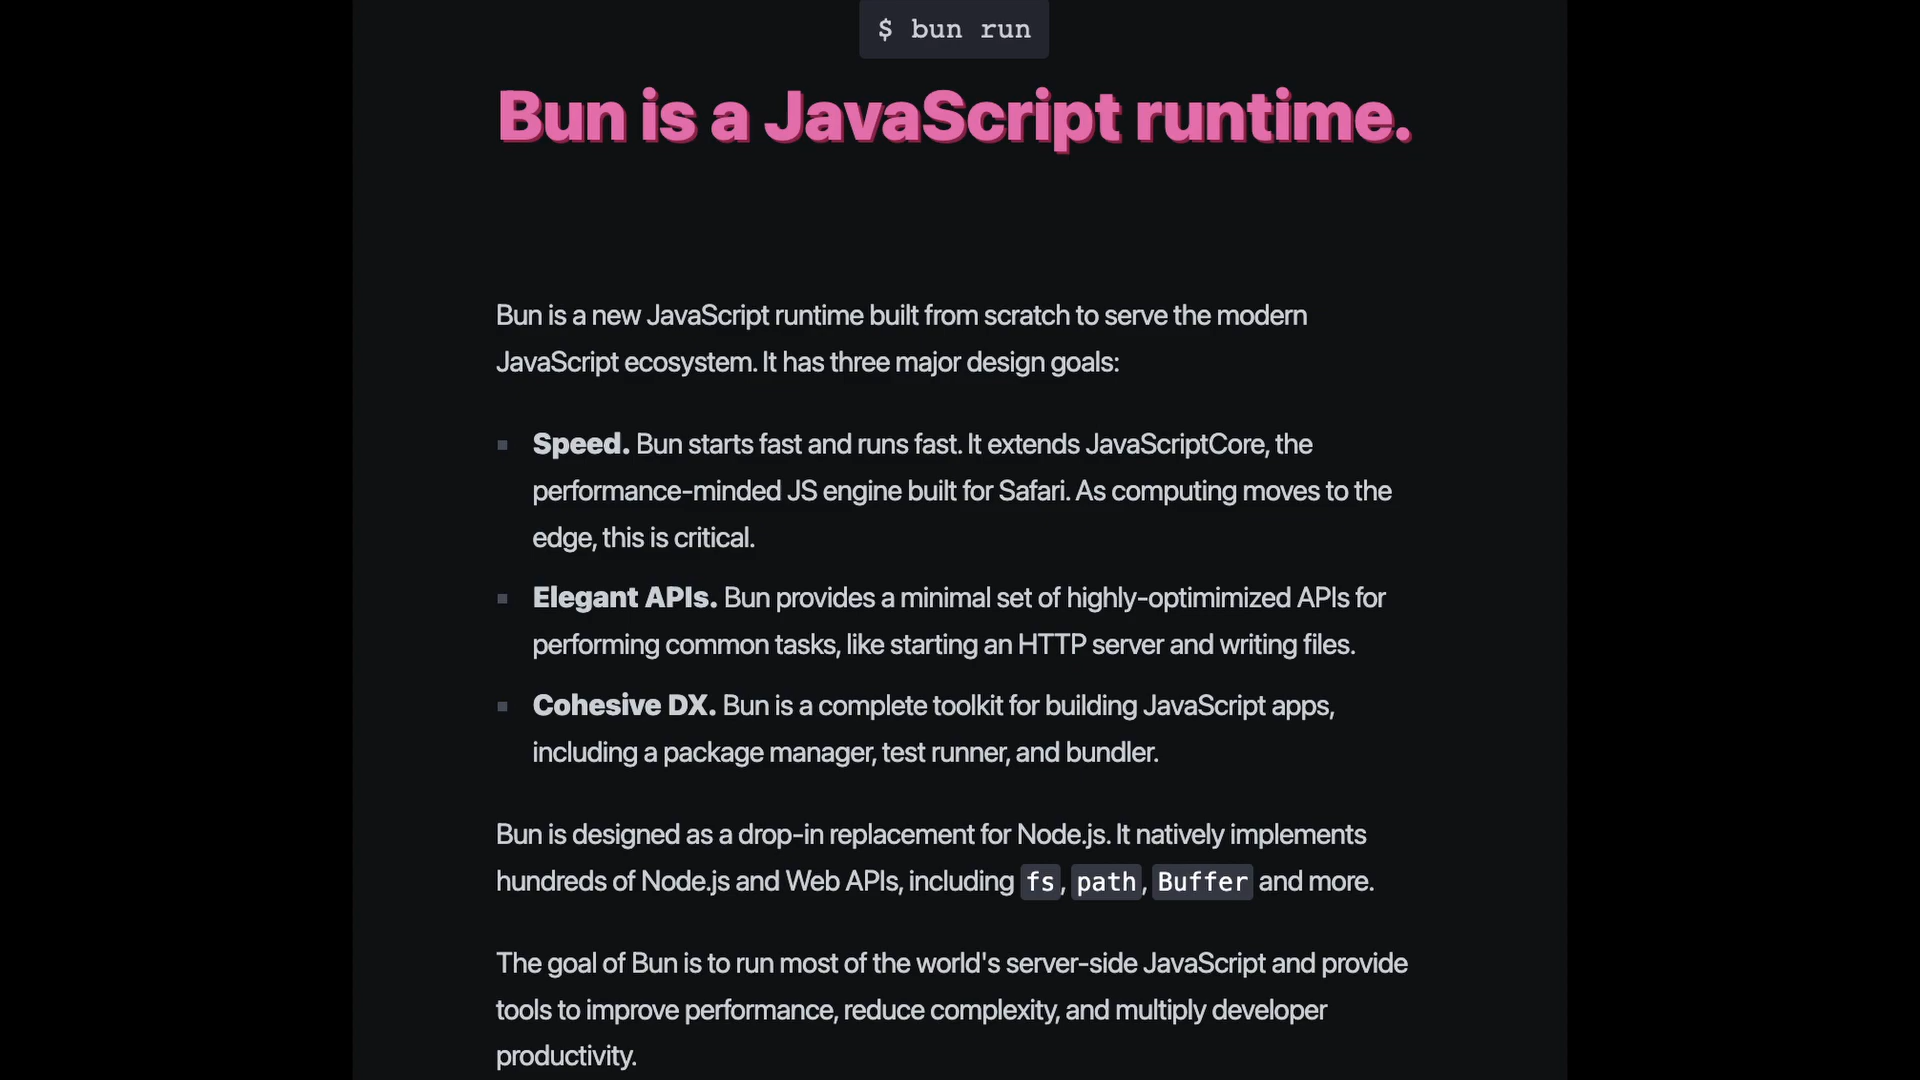 $ bun run
Bun is a JavaScript runtime.
Bun is a new JavaScript runtime built from scratch to serve the modern
JavaScript ecosystem. It has three major design goals:
Speed. Bun starts fast and runs fast. It extends JavaScriptCore, the
performance-minded JS engine built for Safari. As computing moves to the
edge, this is critical.
Elegant APIs. Bun provides a minimal set of highly-optimimized APIs for
performing common tasks, like starting an HTTP server and writing files.
Cohesive DX. Bun is a complete toolkit for building JavaScript apps,
including a package manager, test runner, and bundler.
Bun is designed as a drop-in replacement for Node.js. It natively implements
hundreds of Node.js and Web APIs, including fs, path, Buffer and more.
The goal of Bun is to run most of the world's server-side JavaScript and provide
tools to improve performance, reduce complexity, and multiply developer
productivity.